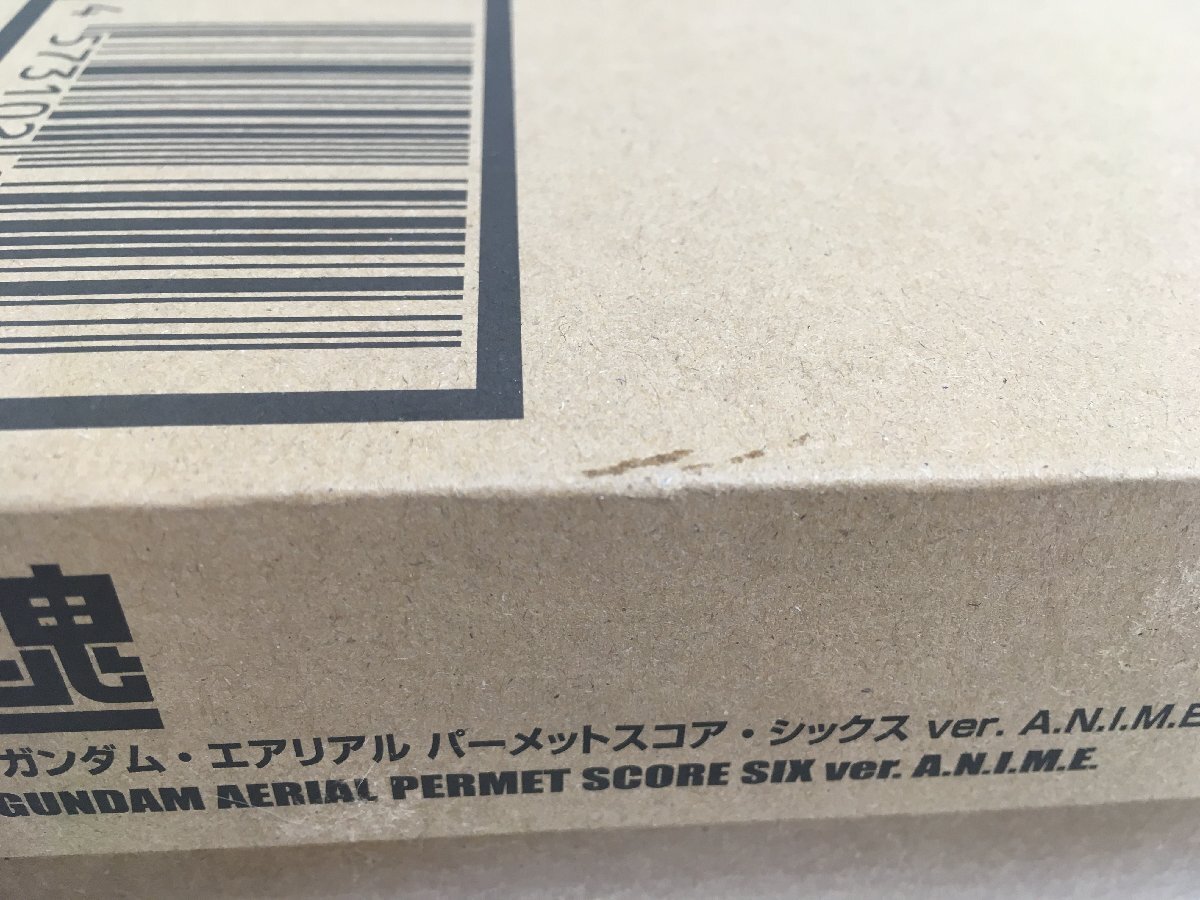 4 573102
魂
ガンダム・エアリアル パーメットスコア・シックス ver. A.N.I.M.E
GUNDAM AERIAL PERMET SCORE SIX ver. A.N.I.M.E.